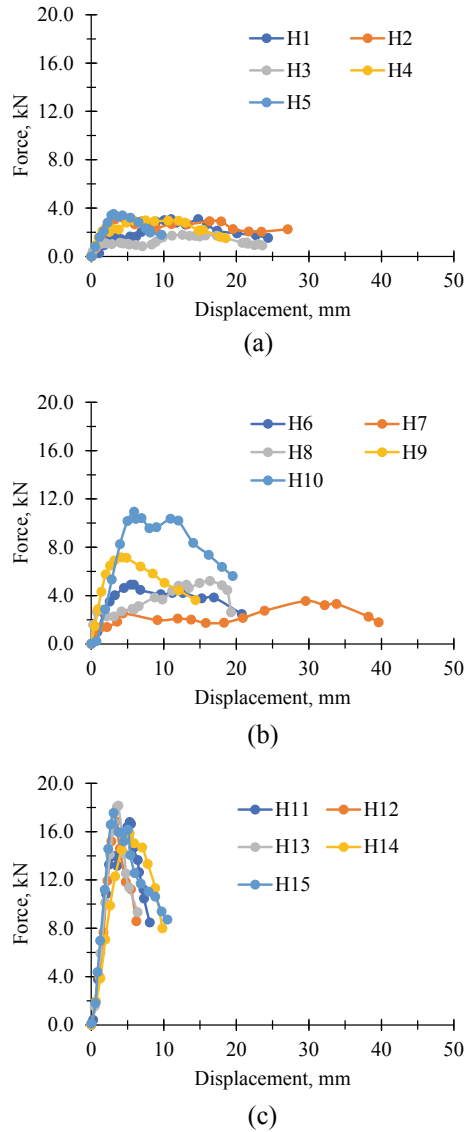 20.0
16.0
12.0
8.0
4.0
0.0
Force, kN
H1 H2
H3 H4
H5
0 10 20 30 40 50
Displacement, mm
(a)
20.0
16.0
12.0
8.0
4.0
0.0
Force, kN
H6 H7
H8 H9
H10
0 10 20 30 40 50
Displacement, mm
(b)
20.0
16.0
12.0
8.0
4.0
0.0
Force, kN
H11 H12
H13 H14
H15
0 10 20 30 40 50
Displacement, mm
(c)